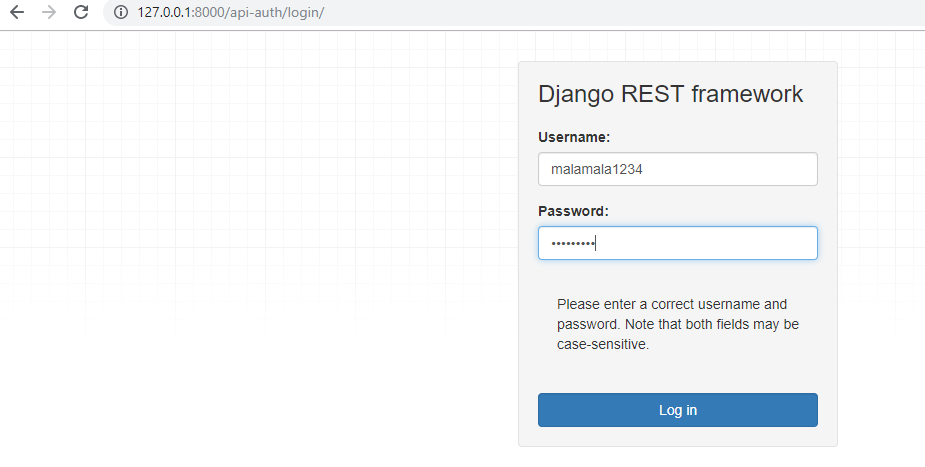 127.0.0.1:8000/api-auth/login/
Django REST framework
Username:
malamala1234
Password:
•••••••••
Please enter a correct username and
password. Note that both fields may be
case-sensitive.
Log in